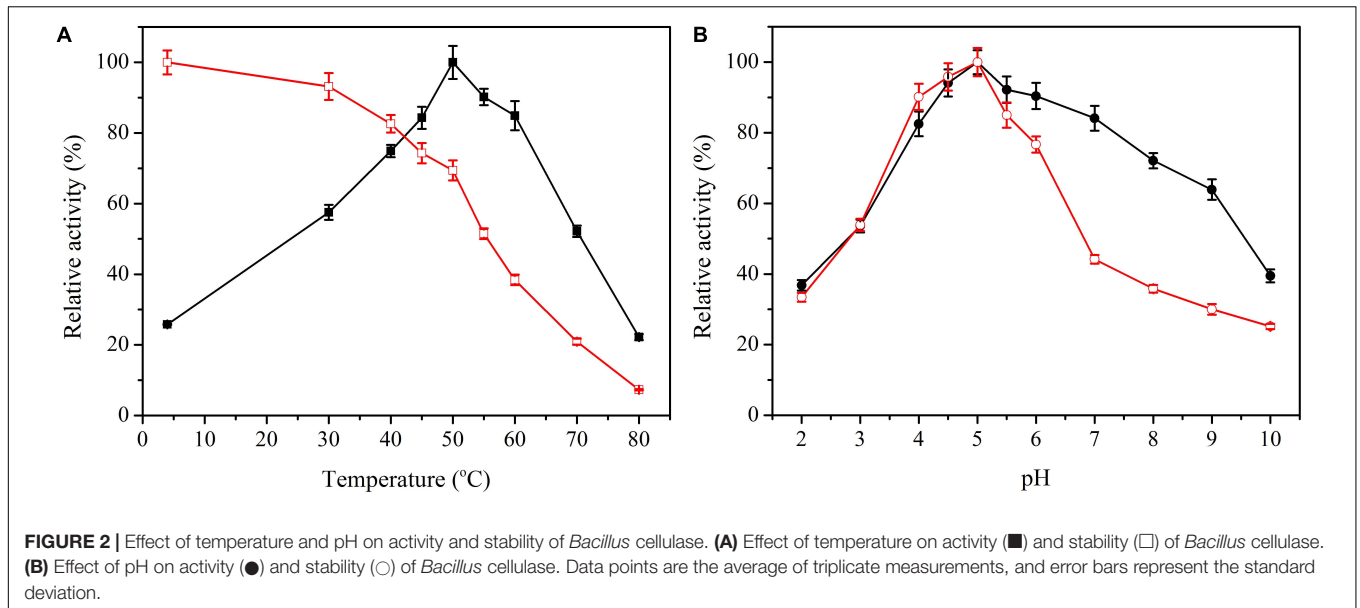 A
Relative activity (%)
100
80
60
40
20
0
0 10 20 30 40 50 60 70 80
Temperature (°C)
B
Relative activity (%)
100
80
60
40
20
0
2 3 4 5 6 7 8 9 10
pH
FIGURE 2 | Effect of temperature and pH on activity and stability of Bacillus cellulase. (A) Effect of temperature on activity (■) and stability (□) of Bacillus cellulase.
(B) Effect of pH on activity (●) and stability (○) of Bacillus cellulase. Data points are the average of triplicate measurements, and error bars represent the standard
deviation.